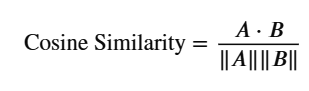 Cosine Similarity = A · B / ‖A‖‖B‖